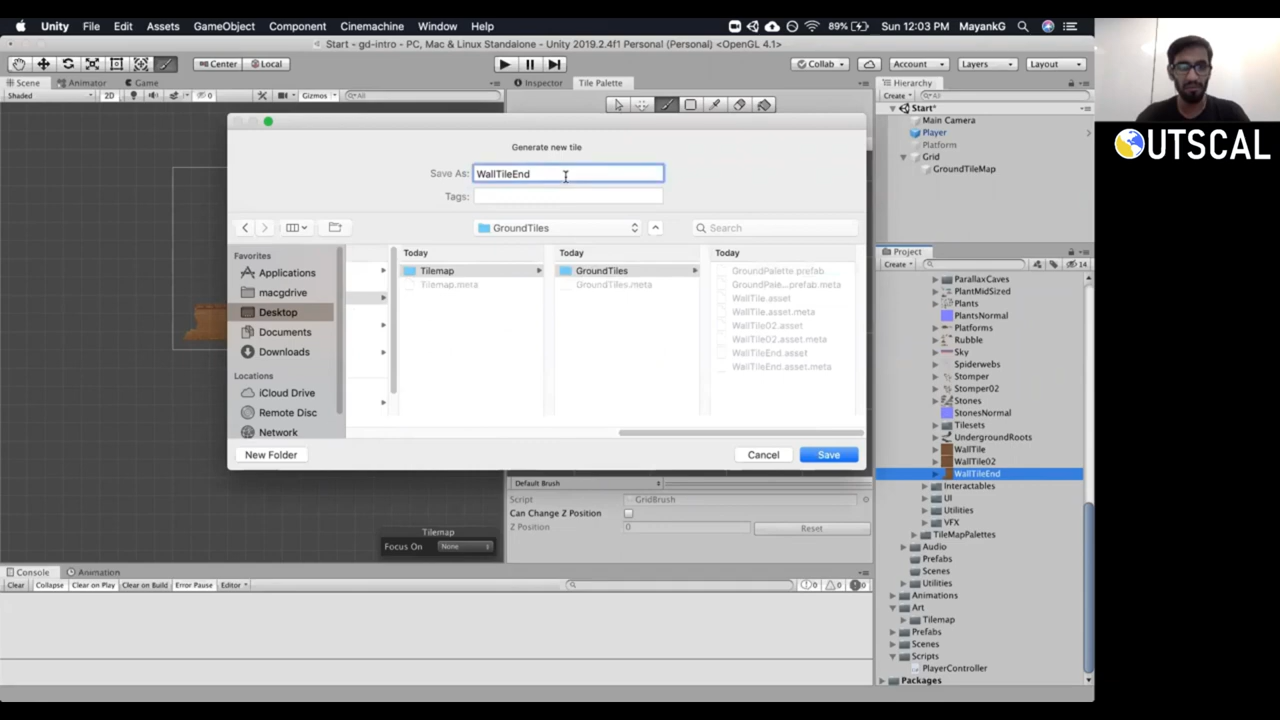 Unity File Edit Assets GameObject Component Cinemachine Window Help 89% Sun 12:03 PM MayankG
Start - gd-intro - PC, Mac & Linux Standalone - Unity 2019.2.4f1 Personal (Personal) <OpenGL 4.1>
Center Local Collab Account Layers Layout
Scene Animator Game Inspector Tile Palette Hierarchy
Shaded 2D 0 Gizmos All Create All
Start*
Main Camera
Player
Platform
Grid
GroundTileMap
OUTSCAL
Generate new tile
Save As: WallTileEnd
Tags:
GroundTiles Search
Favorites
Applications
macgdrive
Desktop
Documents
Downloads
Locations
iCloud Drive
Remote Disc
Network
Today
Tilemap
Tilemap.meta
Today
GroundTiles
GroundTiles.meta
Today
GroundPalette.prefab
GroundPale...prefab.meta
WallTile.asset
WallTile.asset.meta
WallTile02.asset
WallTile02.asset.meta
WallTileEnd.asset
WallTileEnd.asset.meta
New Folder Cancel Save
Project
Create 14
ParallaxCaves
PlantMidSized
Plants
PlantsNormal
Platforms
Rubble
Sky
Spiderwebs
Stomper
Stomper02
Stones
StonesNormal
Tilesets
UndergroundRoots
WallTile
WallTile02
WallTileEnd
Interactables
UI
Utilities
VFX
TileMapPalettes
Audio
Prefabs
Scenes
Utilities
Animations
Art
Tilemap
Prefabs
Scenes
Scripts
PlayerController
Packages
Default Brush
Script GridBrush
Can Change Z Position
Z Position 0 Reset
Tilemap
Focus On None
Console Animation
Clear Collapse Clear on Play Clear on Build Error Pause Editor 0 0 0